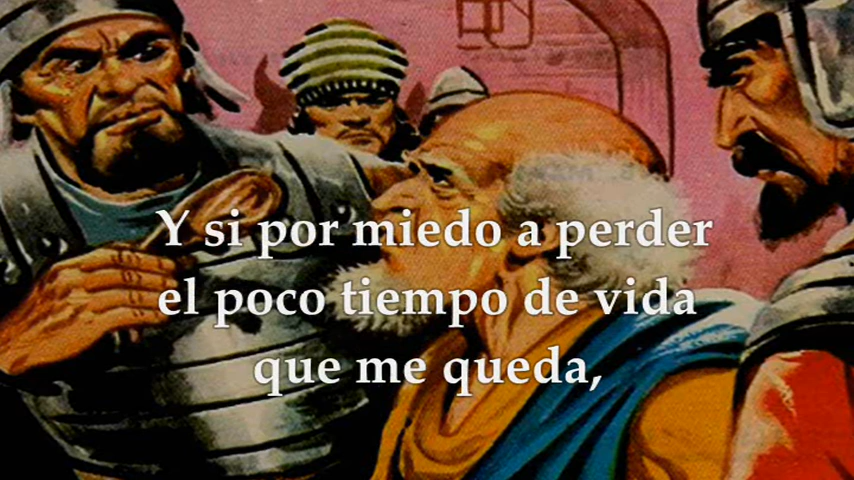 Y si por miedo a perder
el poco tiempo de vida
que me queda,